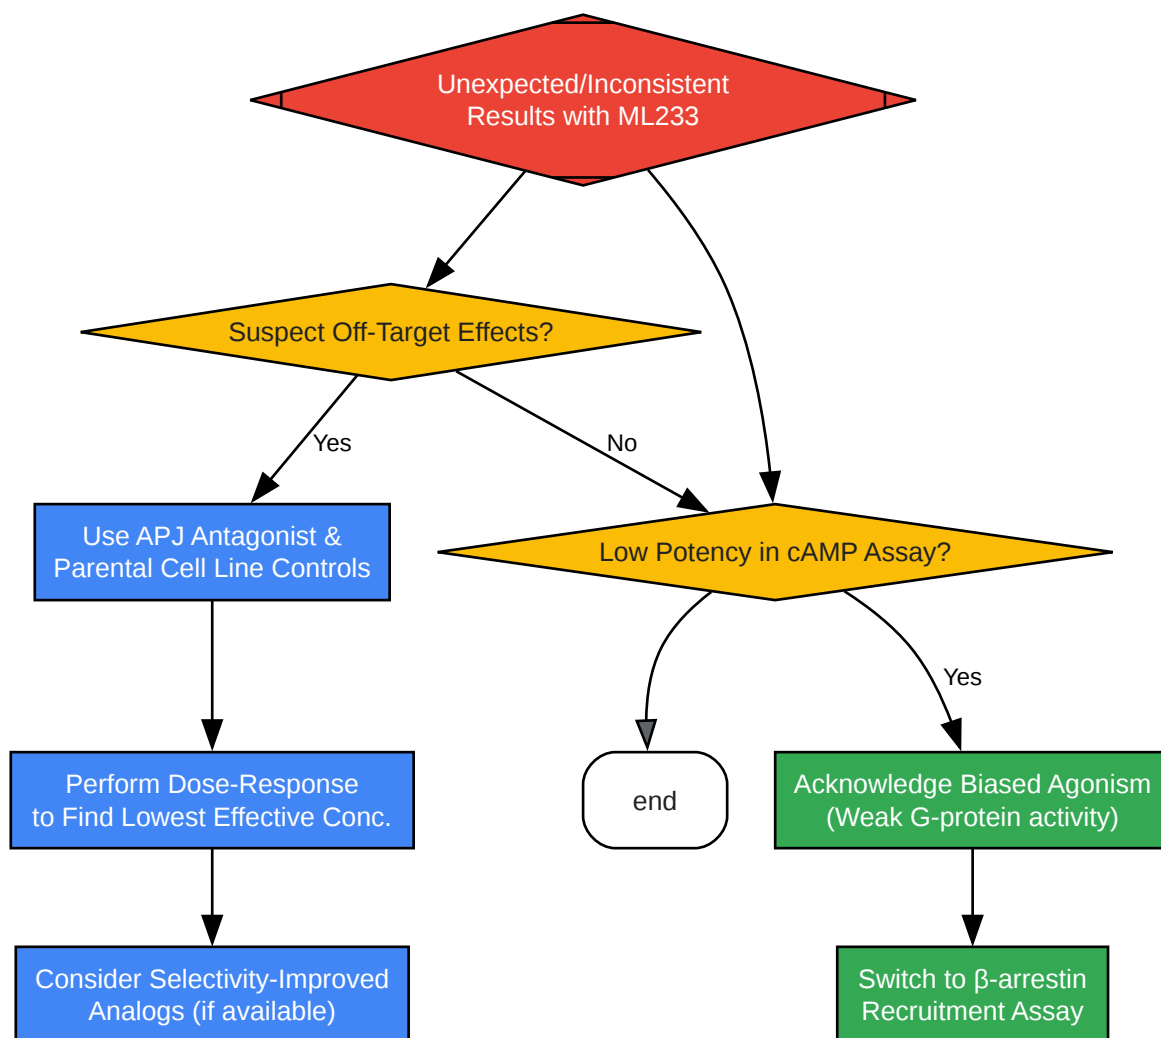 Unexpected/Inconsistent
Results with ML233
Suspect Off-Target Effects?
Yes
No
Use APJ Antagonist &
Parental Cell Line Controls
Low Potency in cAMP Assay?
Yes
Perform Dose-Response
to Find Lowest Effective Conc.
end
Acknowledge Biased Agonism
(Weak G-protein activity)
Consider Selectivity-Improved
Analogs (if available)
Switch to β-arrestin
Recruitment Assay